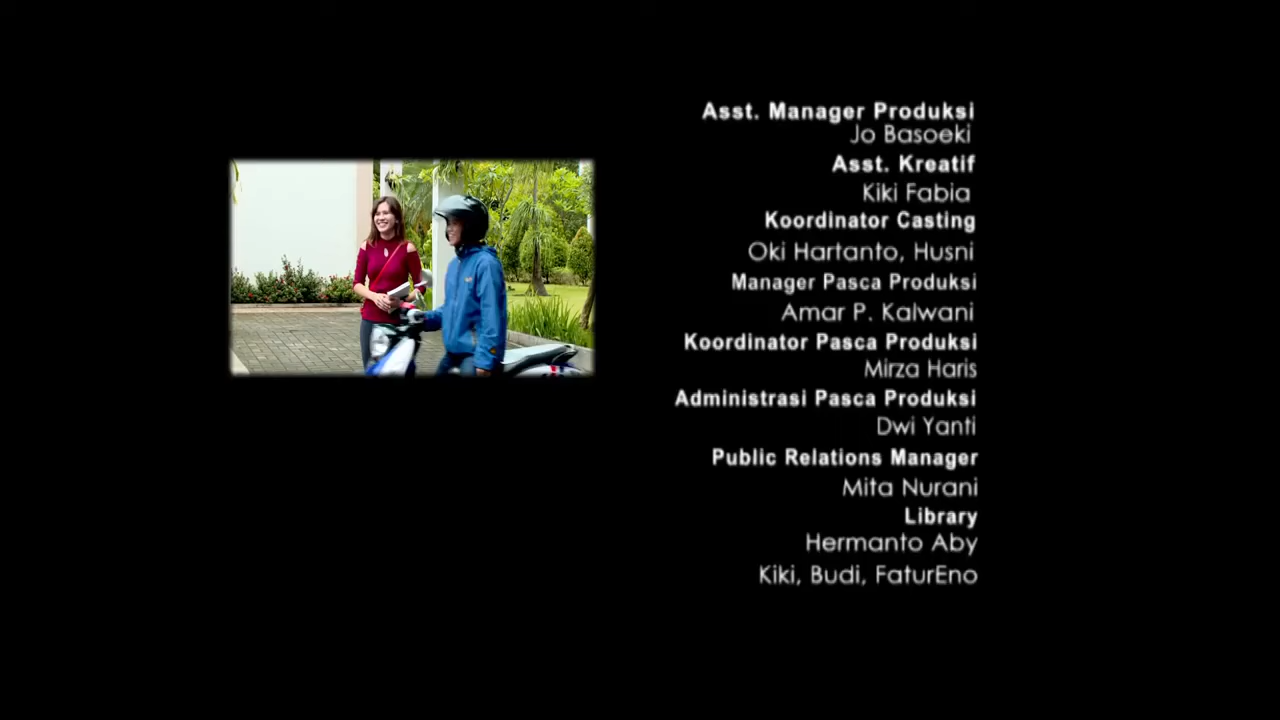 Asst. Manager Produksi
Jo Basoeki
Asst. Kreatif
Kiki Fabia
Koordinator Casting
Oki Hartanto, Husni
Manager Pasca Produksi
Amar P. Kalwani
Koordinator Pasca Produksi
Mirza Haris
Administrasi Pasca Produksi
Dwi Yanti
Public Relations Manager
Mita Nurani
Library
Hermanto Aby
Kiki, Budi, FaturEno